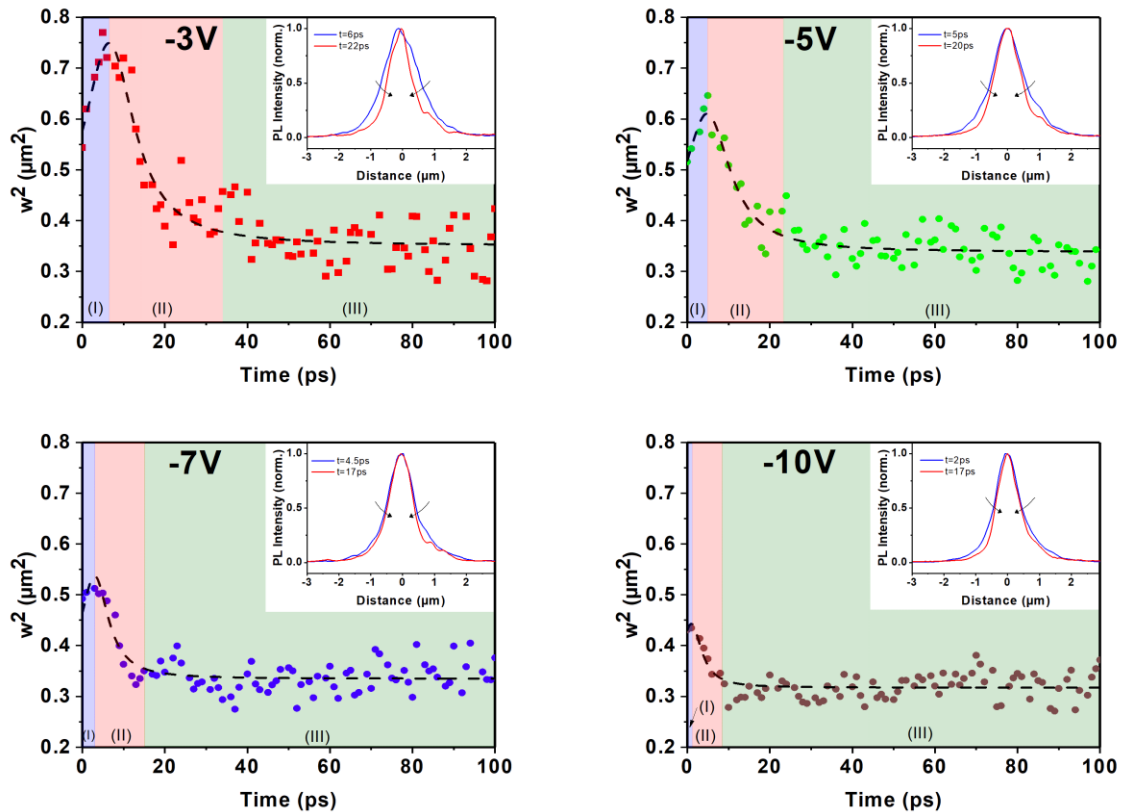 -3V
w² (µm²)
0.8
0.7
0.6
0.5
0.4
0.3
0.2
0 20 40 60 80 100
Time (ps)
(I) (II) (III)
t=6ps
t=22ps
PL Intensity (norm.)
1.0
0.5
0.0
-3 -2 -1 0 1 2
Distance (µm)
-5V
w² (µm²)
0.8
0.7
0.6
0.5
0.4
0.3
0.2
0 20 40 60 80 100
Time (ps)
(I) (II) (III)
t=5ps
t=20ps
PL Intensity (norm.)
1.0
0.5
0.0
-3 -2 -1 0 1 2
Distance (µm)
-7V
w² (µm²)
0.8
0.7
0.6
0.5
0.4
0.3
0.2
0 20 40 60 80 100
Time (ps)
(I) (II) (III)
t=4.5ps
t=17ps
PL Intensity (norm.)
1.0
0.5
0.0
-3 -2 -1 0 1 2
Distance (µm)
-10V
w² (µm²)
0.8
0.7
0.6
0.5
0.4
0.3
0.2
0 20 40 60 80 100
Time (ps)
(I)
(II) (III)
t=2ps
t=17ps
PL Intensity (norm.)
1.0
0.5
0.0
-3 -2 -1 0 1 2
Distance (µm)